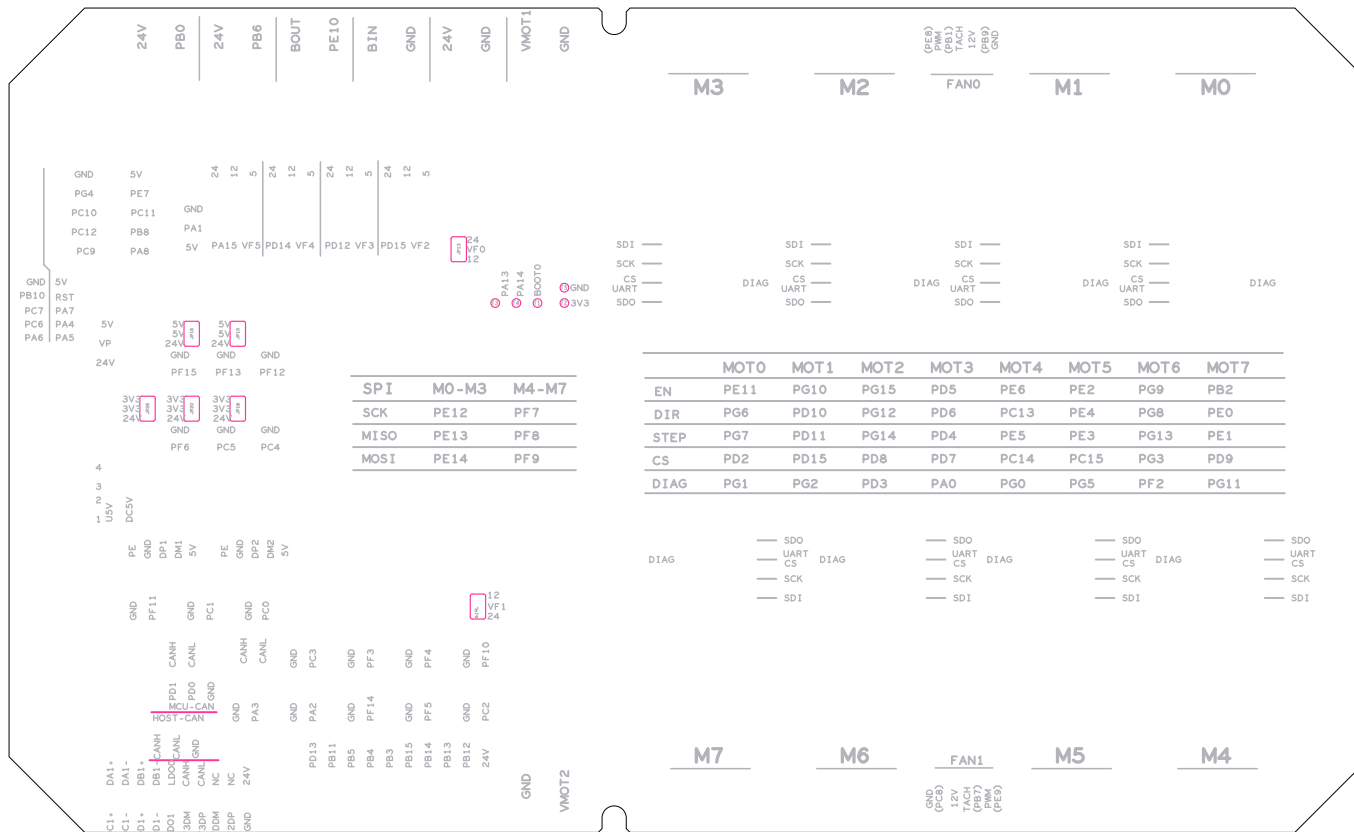 24V PB0 24V PB6 BOUT PE10 BIN GND 24V GND VMOT1 GND
(PE8) PWM (PB1) TACH 12V (PB9) GND
M3 M2 FAN0 M1 M0
GND 5V
PG4 PE7
PC10 PC11
PC12 PB8
PC9 PA8
GND
PA1
5V
24 12 5 24 12 5 24 12 5 24 12 5
PA15 VF5 PD14 VF4 PD12 VF3 PD15 VF2
24
VF0
12
PA13 PA14 BOOT0
GND
3V3
GND 5V
PB10 RST
PC7 PA7
PC6 PA4
PA6 PA5
5V
VP
24V
5V 5V
5V 5V
24V 24V
GND GND GND
PF15 PF13 PF12
3V3 3V3 3V3
3V3 3V3 3V3
24V 24V 24V
GND GND GND
PF6 PC5 PC4
SDI SDI SDI SDI
SCK SCK SCK SCK
CS CS CS CS
UART UART UART UART
DIAG DIAG DIAG DIAG
SDO SDO SDO SDO
SPI M0-M3 M4-M7
SCK PE12 PF7
MISO PE13 PF8
MOSI PE14 PF9
MOT0 MOT1 MOT2 MOT3 MOT4 MOT5 MOT6 MOT7
EN PE11 PG10 PG15 PD5 PE6 PE2 PG9 PB2
DIR PG6 PD10 PG12 PD6 PC13 PE4 PG8 PE0
STEP PG7 PD11 PG14 PD4 PE5 PE3 PG13 PE1
CS PD2 PD15 PD8 PD7 PC14 PC15 PG3 PD9
DIAG PG1 PG2 PD3 PA0 PG0 PG5 PF2 PG11
4
3
2
1
U5V DC5V
PE GND DP1 DM1 5V PE GND DP2 DM2 5V
SDO SDO SDO SDO
UART UART UART UART
CS CS CS CS
DIAG DIAG DIAG
SCK SCK SCK SCK
SDI SDI SDI SDI
12
VF1
24
GND PF11 GND PC1 GND PC0
CANH CANL CANH CANL
GND PC3 GND PF3 GND PF4 GND PF10
PD1 PD0 GND
MCU-CAN
HOST-CAN
GND PA3 GND PA2 GND PF14 GND PF5 GND PC2
CANH CANL GND
PD13 PB11 PB5 PB4 PB3 PB15 PB14 PB13 PB12 24V
DA1+ DA1- DB1+ DB1- LDO0 CANH CANL NC NC 24V
C1+ C1- D1+ D1- DO1 3DM 3DP DDM 2DP GND
GND VMOT2
M7 M6 FAN1 M5 M4
GND (PC8) 12V TACH (PB7) PWM (PE9)